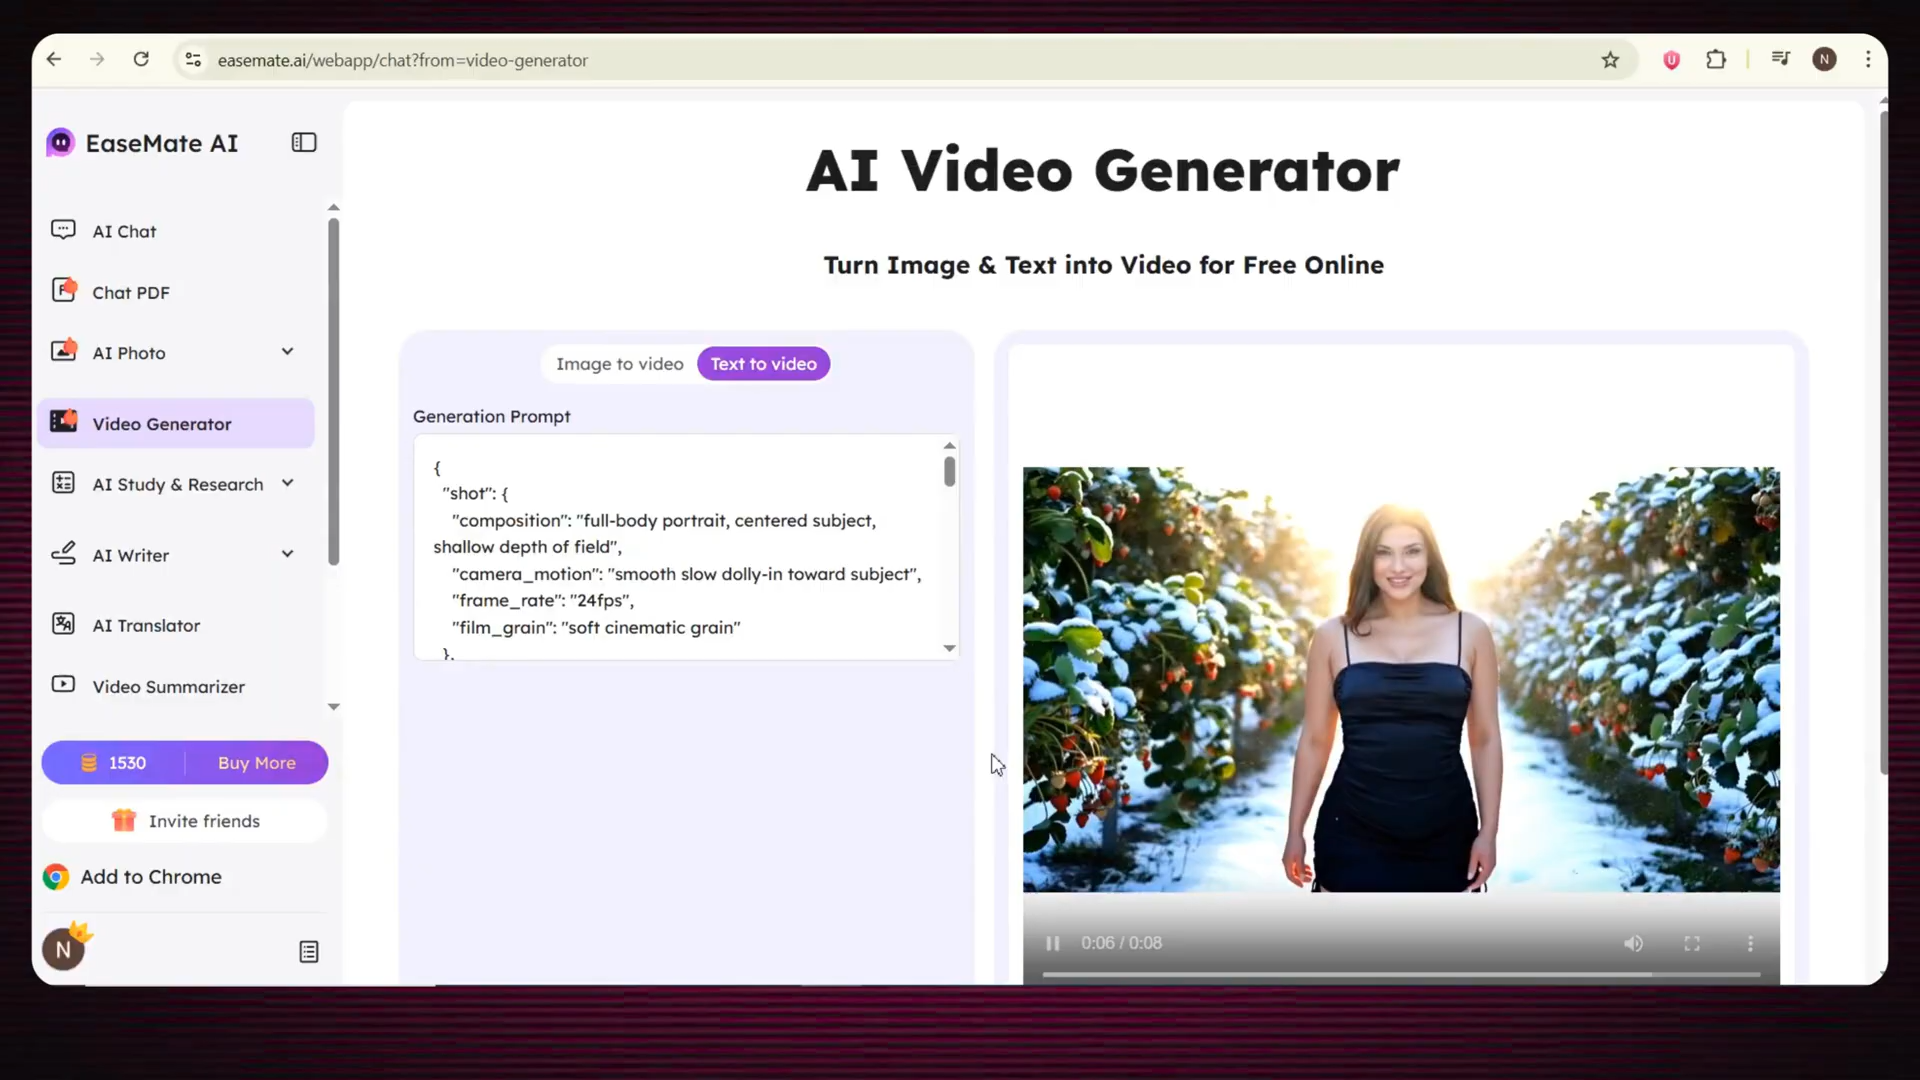 easemate.ai/webapp/chat?from=video-generator
N
EaseMate AI
AI Chat
Chat PDF
AI Photo
Video Generator
AI Study & Research
AI Writer
AI Translator
Video Summarizer
1530
Buy More
Invite friends
Add to Chrome
N
AI Video Generator
Turn Image & Text into Video for Free Online
Image to video
Text to video
Generation Prompt
{
"shot": {
"composition": "full-body portrait, centered subject,
shallow depth of field",
"camera_motion": "smooth slow dolly-in toward subject",
"frame_rate": "24fps",
"film_grain": "soft cinematic grain"
},
0:06 / 0:08